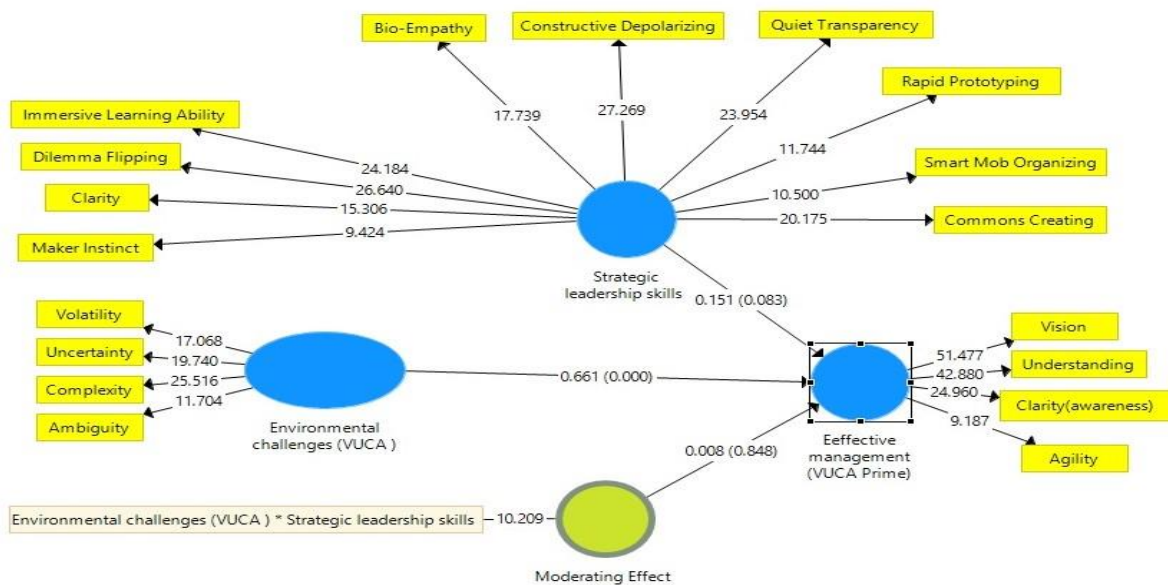 Bio-Empathy
Constructive Depolarizing
Quiet Transparency
Rapid Prototyping
Immersive Learning Ability
Dilemma Flipping
Clarity
Maker Instinct
Smart Mob Organizing
Commons Creating
17.739
27.269
23.954
11.744
24.184
26.640
15.306
9.424
10.500
20.175
Strategic
leadership skills
0.151 (0.083)
Volatility
Uncertainty
Complexity
Ambiguity
17.068
19.740
25.516
11.704
Environmental
challenges (VUCA )
0.661 (0.000)
Vision
Understanding
Clarity(awareness)
Agility
51.477
42.880
24.960
9.187
Eeffective
management
(VUCA Prime)
0.008 (0.848)
Environmental challenges (VUCA ) * Strategic leadership skills
10.209
Moderating Effect